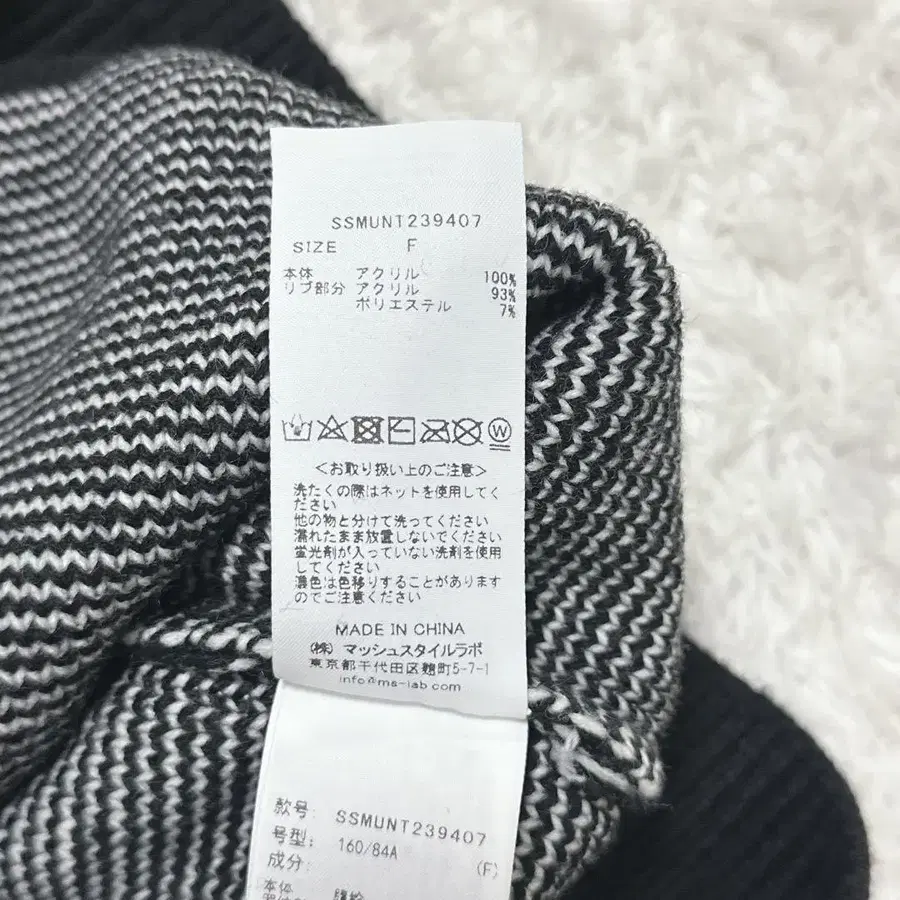 SSMUNT239407
SIZE F
本体 アクリル 100%
リブ部分 アクリル 93%
ポリエステル 7%
W
<お取り扱い上のご注意>
洗たくの際はネットを使用してく
ださい
他の物と分けて洗ってください
濡れたまま放置しないでください
蛍光剤が入っていない洗剤を使用
してください
濃色は色移りすることがあります
のでご注意ください
MADE IN CHINA
(株) マッシュスタイルラボ
東京都千代田区麹町5-7-1
info@ms-lab.com
款号: SSMUNT239407
号型: 160/84A
成分: (F)
本体 腈纶